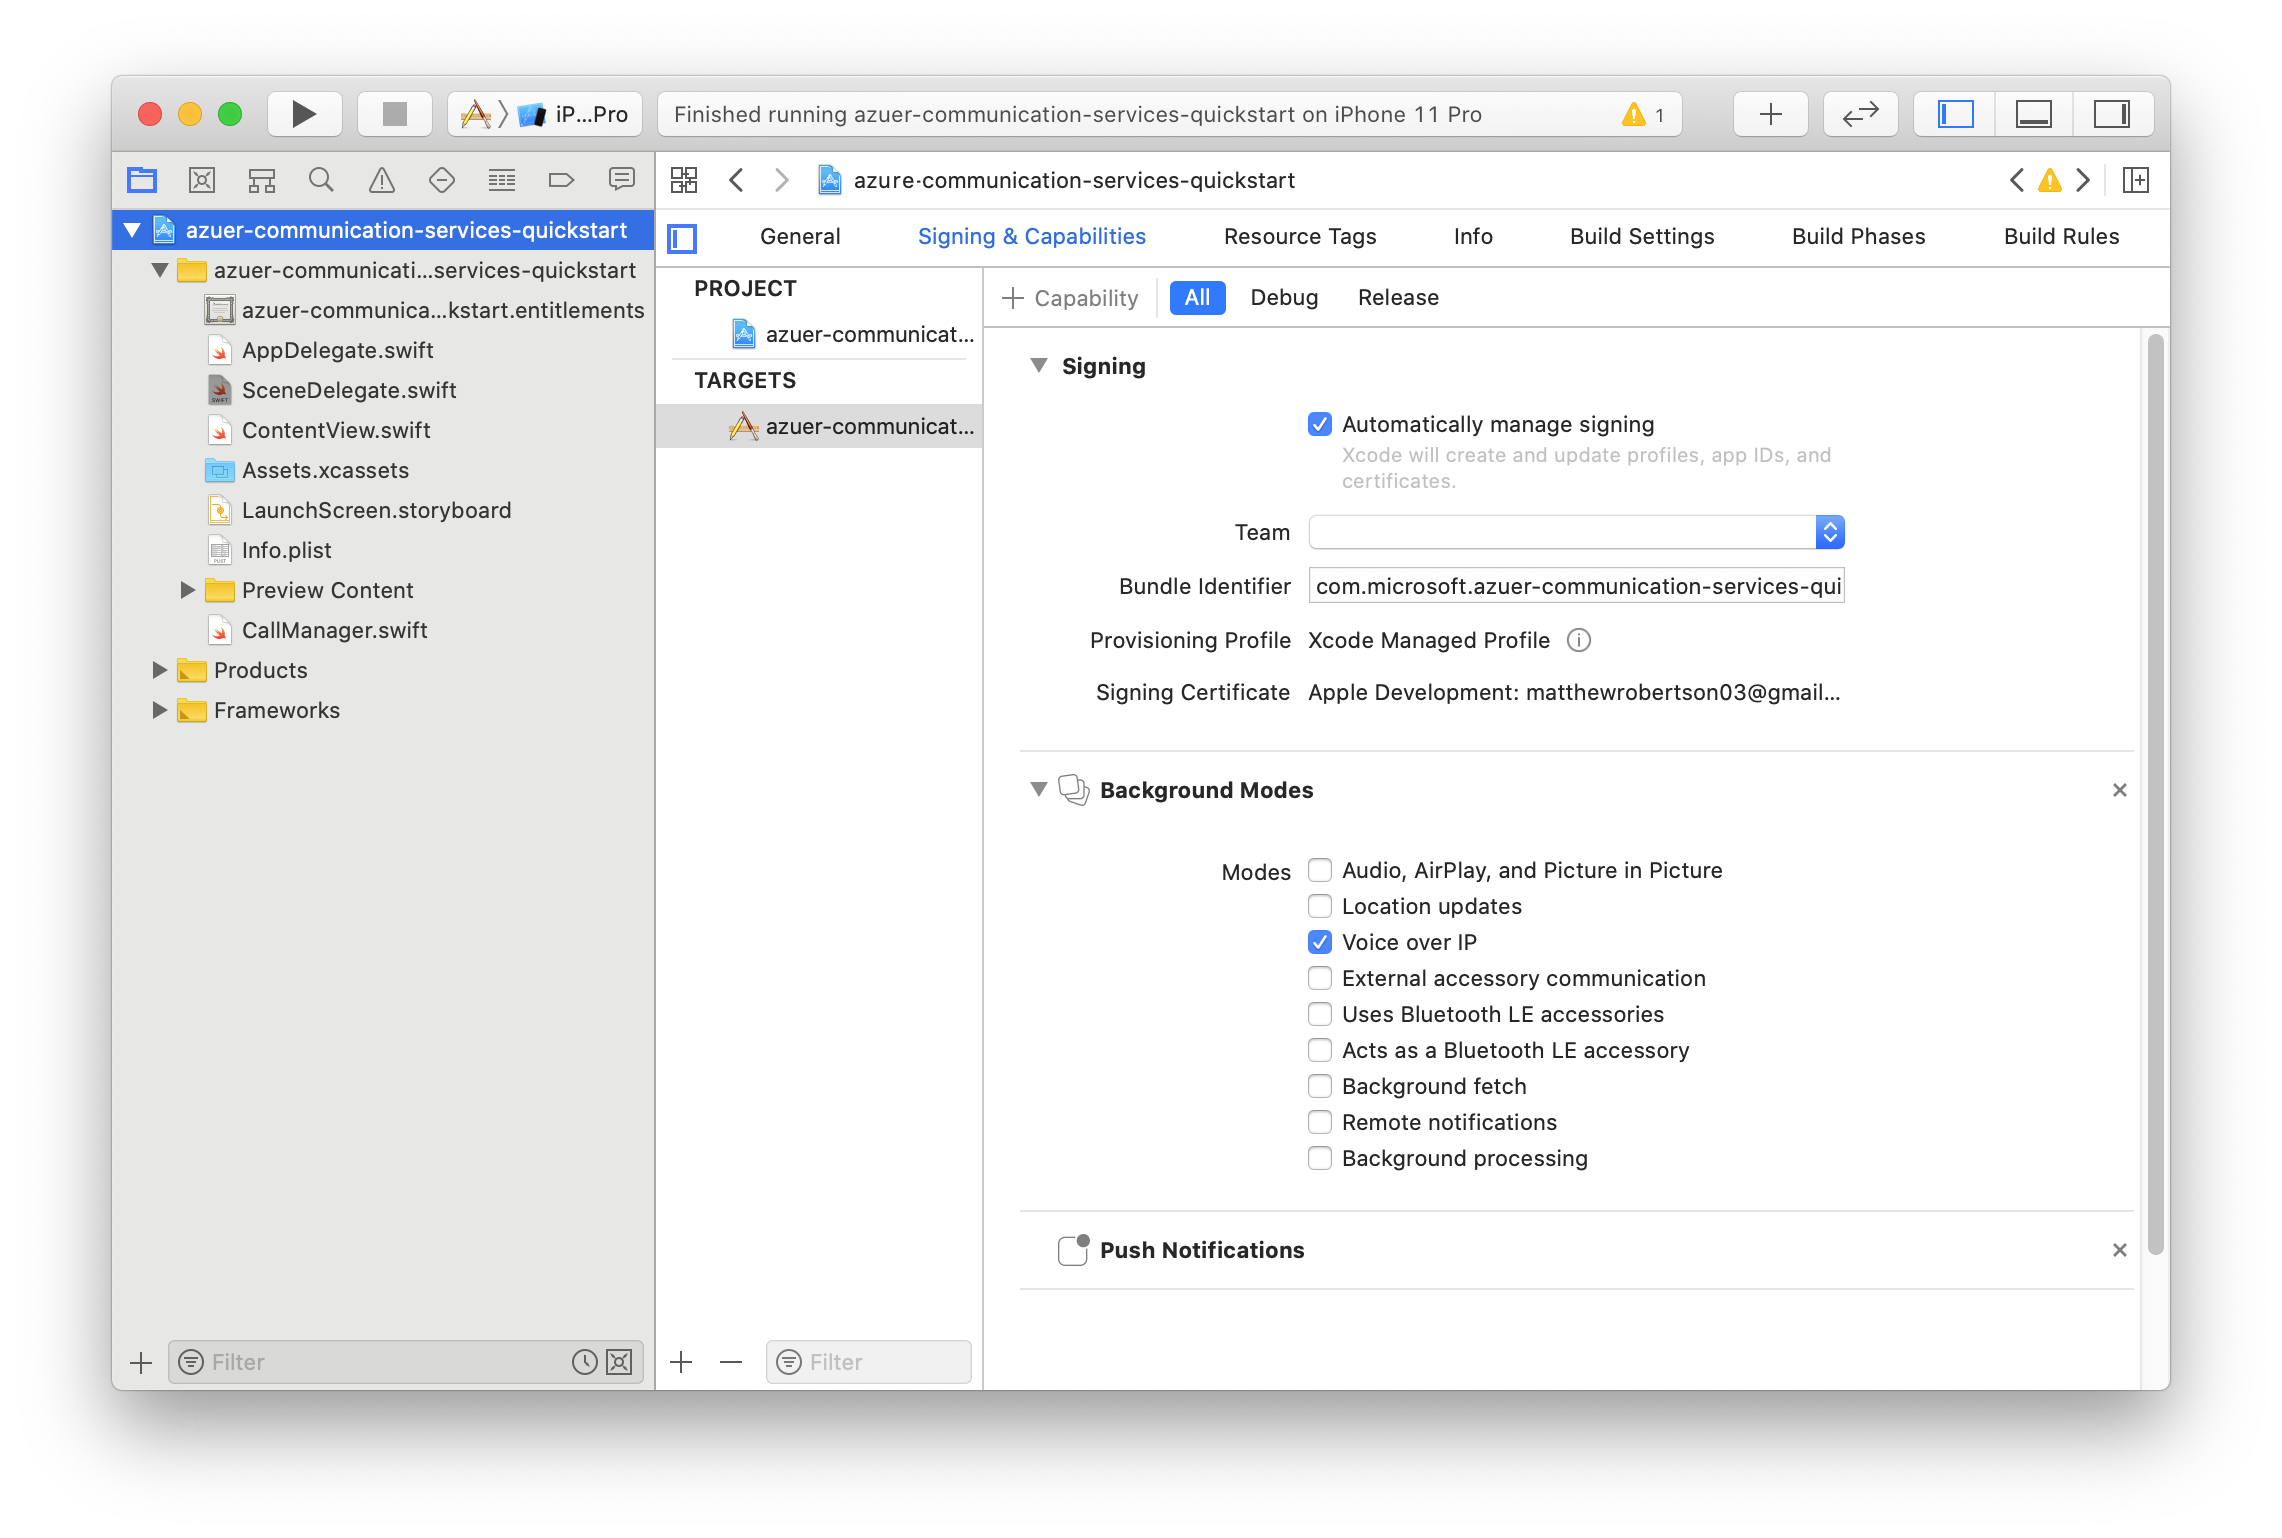 iP...Pro
Finished running azuer-communication-services-quickstart on iPhone 11 Pro
1
azure-communication-services-quickstart
azuer-communication-services-quickstart
azuer-communicati...services-quickstart
azuer-communica...kstart.entitlements
AppDelegate.swift
SceneDelegate.swift
ContentView.swift
Assets.xcassets
LaunchScreen.storyboard
Info.plist
Preview Content
CallManager.swift
Products
Frameworks
Filter
General
Signing & Capabilities
Resource Tags
Info
Build Settings
Build Phases
Build Rules
PROJECT
azuer-communicat...
TARGETS
azuer-communicat...
Filter
Capability
All
Debug
Release
Signing
Automatically manage signing
Xcode will create and update profiles, app IDs, and
certificates.
Team
Bundle Identifier com.microsoft.azuer-communication-services-qui
Provisioning Profile Xcode Managed Profile
Signing Certificate Apple Development: matthewrobertson03@gmail...
Background Modes
Modes
Audio, AirPlay, and Picture in Picture
Location updates
Voice over IP
External accessory communication
Uses Bluetooth LE accessories
Acts as a Bluetooth LE accessory
Background fetch
Remote notifications
Background processing
Push Notifications